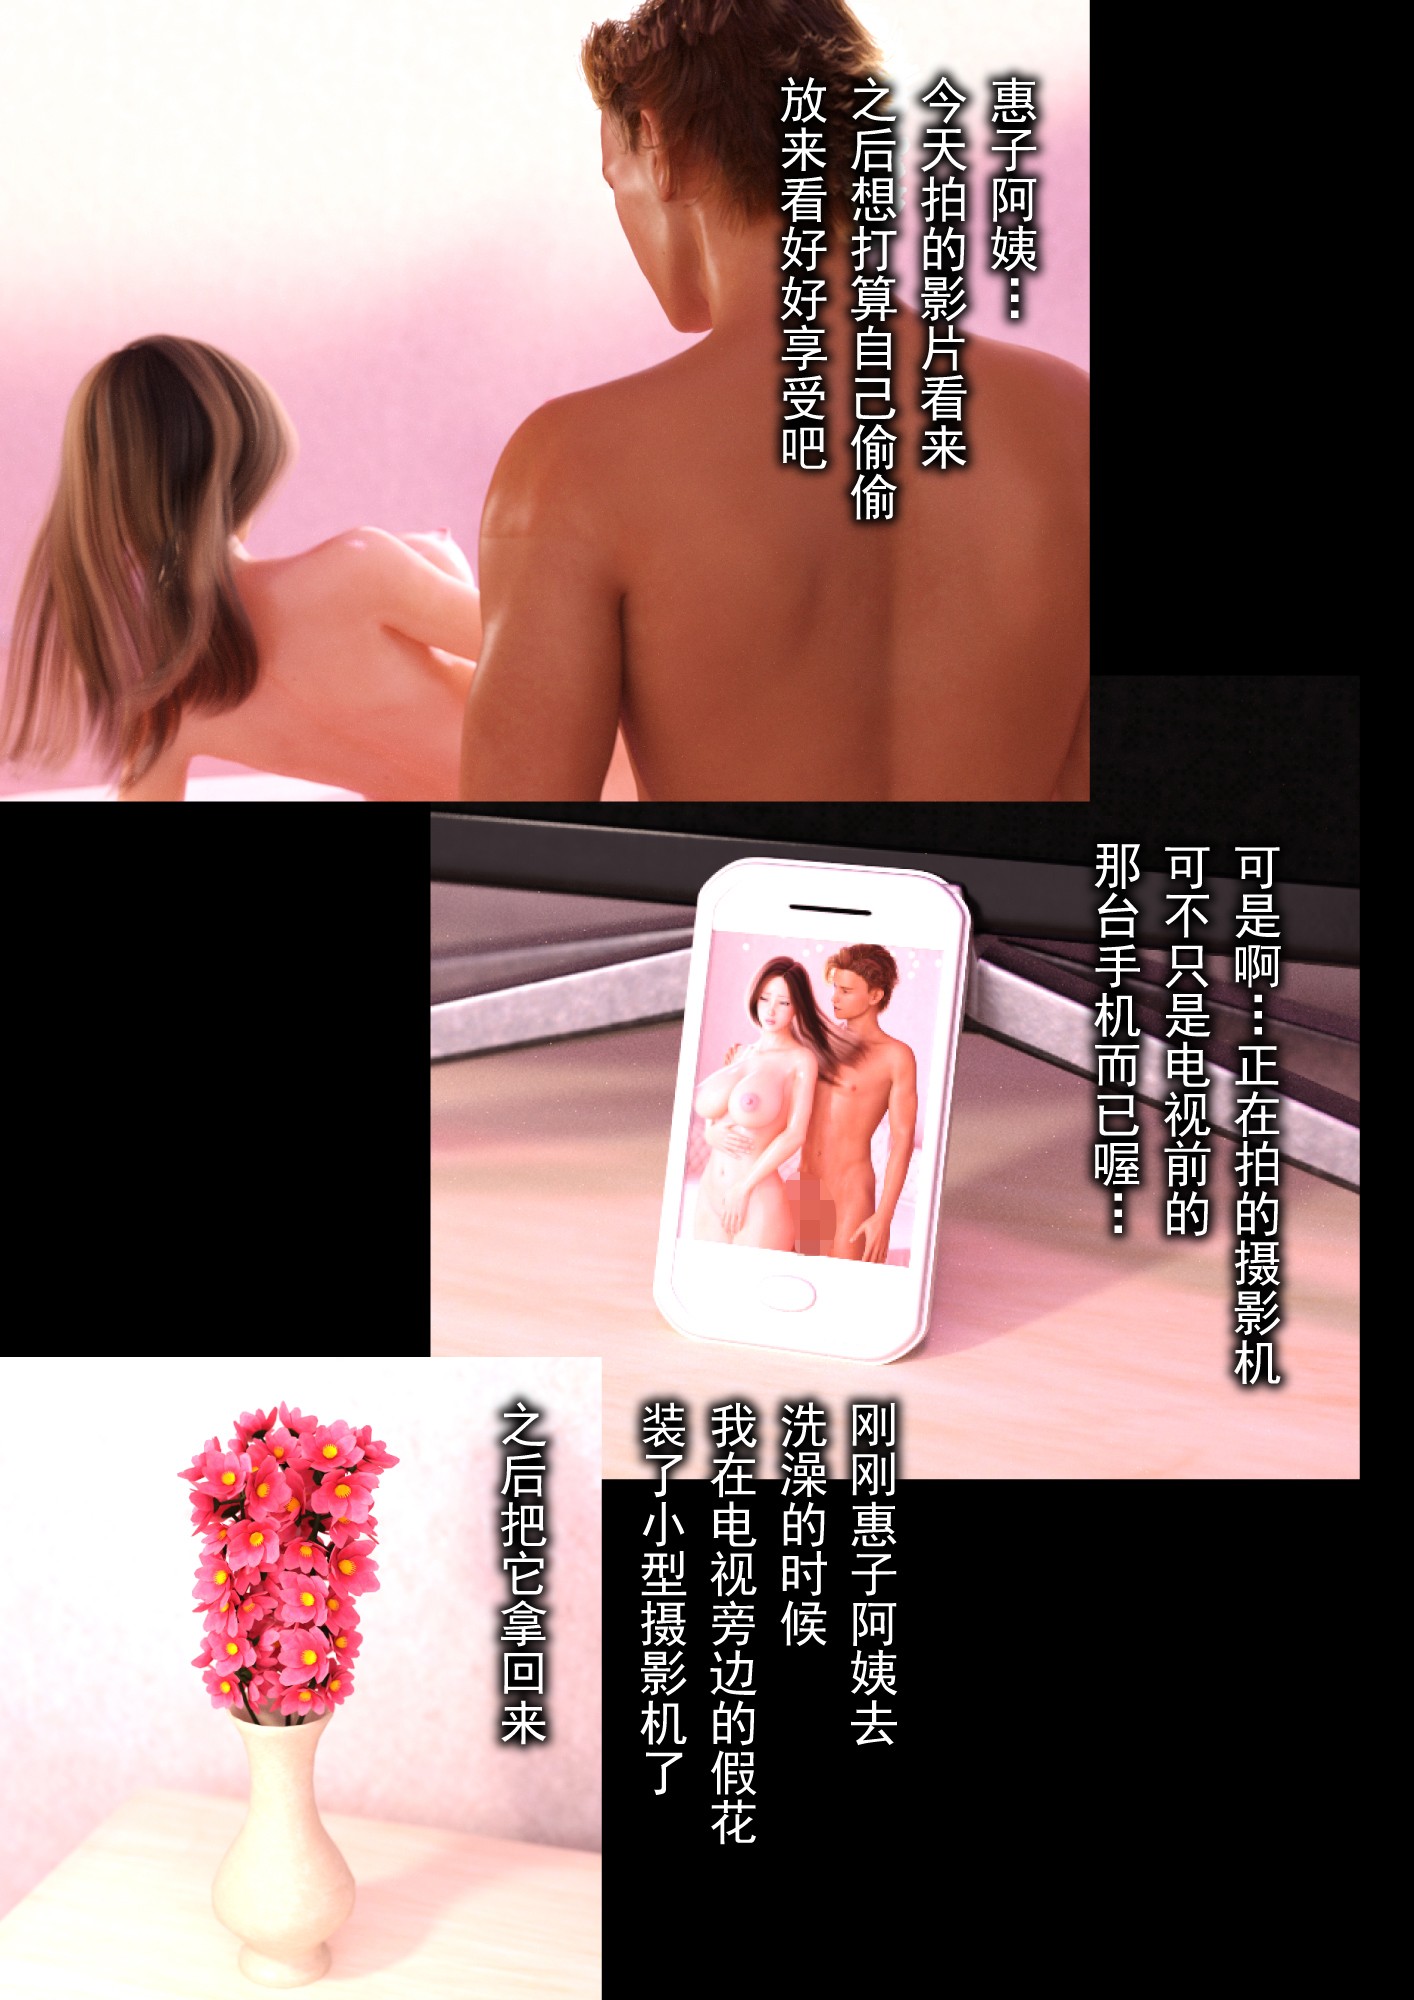 惠子阿姨…
今天拍的影片看来
之后想打算自己偷偷
放来看好好享受吧
可是啊…正在拍的摄影机
可不只是电视前的
那台手机而已喔…
刚刚惠子阿姨去
洗澡的时候
我在电视旁边的假花
装了小型摄影机了
之后把它拿回来